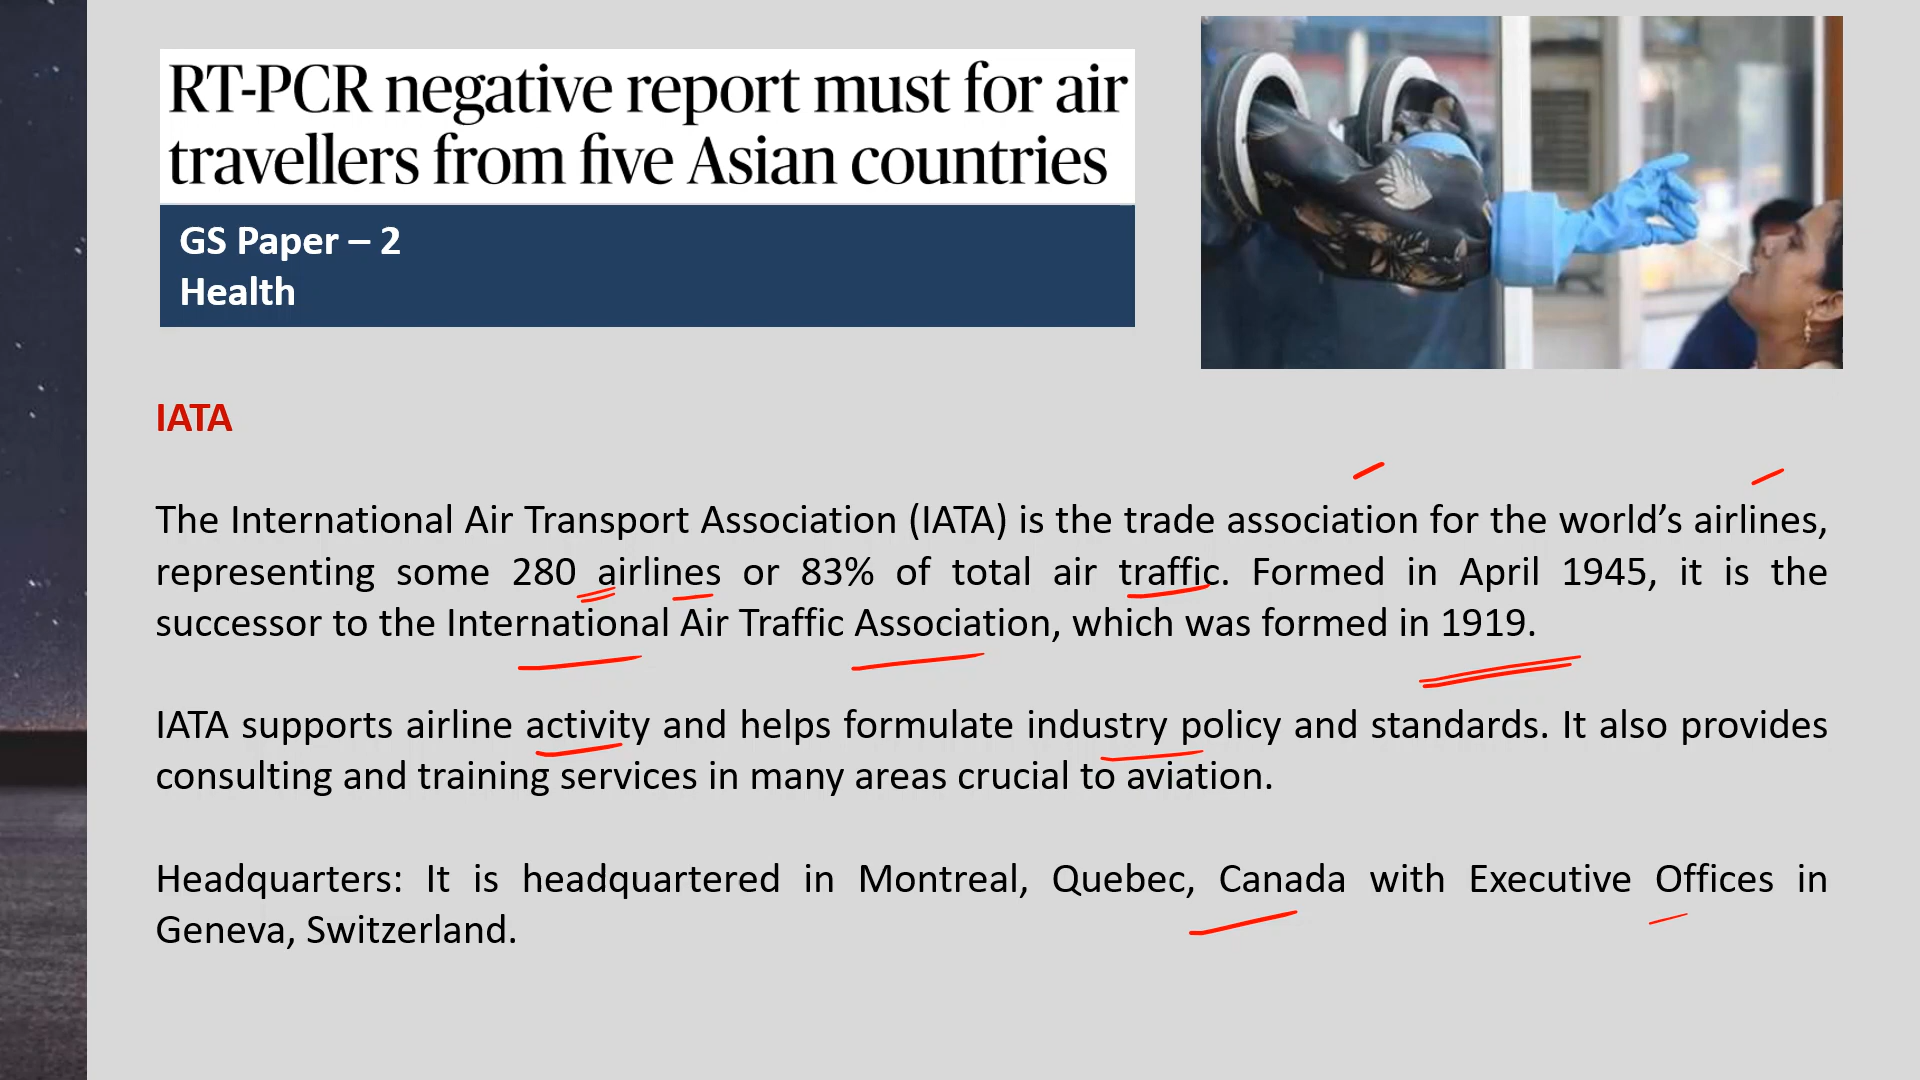 RT-PCR negative report must for air
travellers from five Asian countries
GS Paper – 2
Health
IATA
The International Air Transport Association (IATA) is the trade association for the world’s airlines,
representing some 280 airlines or 83% of total air traffic. Formed in April 1945, it is the
successor to the International Air Traffic Association, which was formed in 1919.
IATA supports airline activity and helps formulate industry policy and standards. It also provides
consulting and training services in many areas crucial to aviation.
Headquarters: It is headquartered in Montreal, Quebec, Canada with Executive Offices in
Geneva, Switzerland.